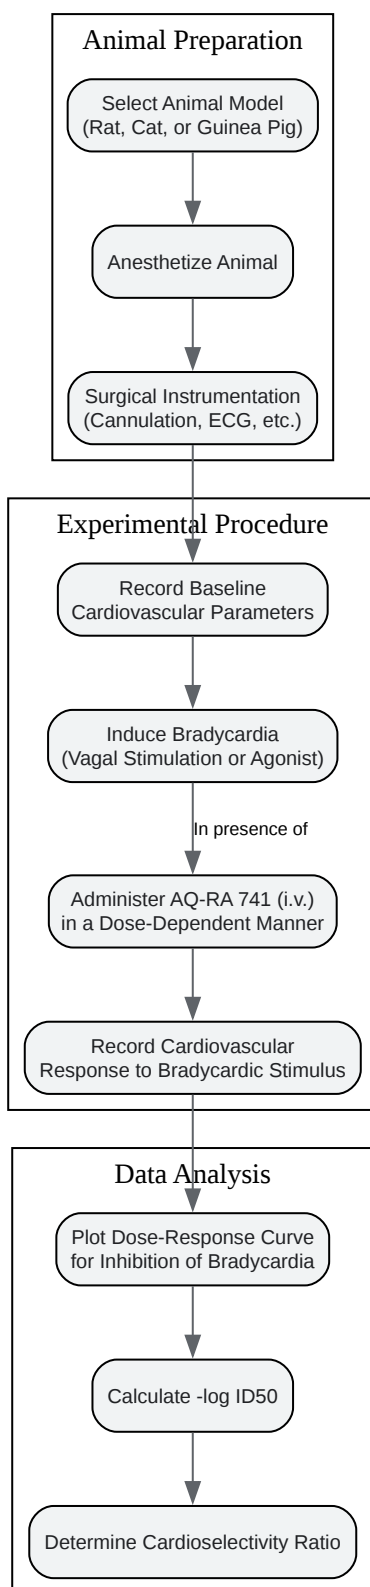 Animal Preparation
Select Animal Model
(Rat, Cat, or Guinea Pig)
Anesthetize Animal
Surgical Instrumentation
(Cannulation, ECG, etc.)
Experimental Procedure
Record Baseline
Cardiovascular Parameters
Induce Bradycardia
(Vagal Stimulation or Agonist)
In presence of
Administer AQ-RA 741 (i.v.)
in a Dose-Dependent Manner
Record Cardiovascular
Response to Bradycardic Stimulus
Data Analysis
Plot Dose-Response Curve
for Inhibition of Bradycardia
Calculate -log ID50
Determine Cardioselectivity Ratio